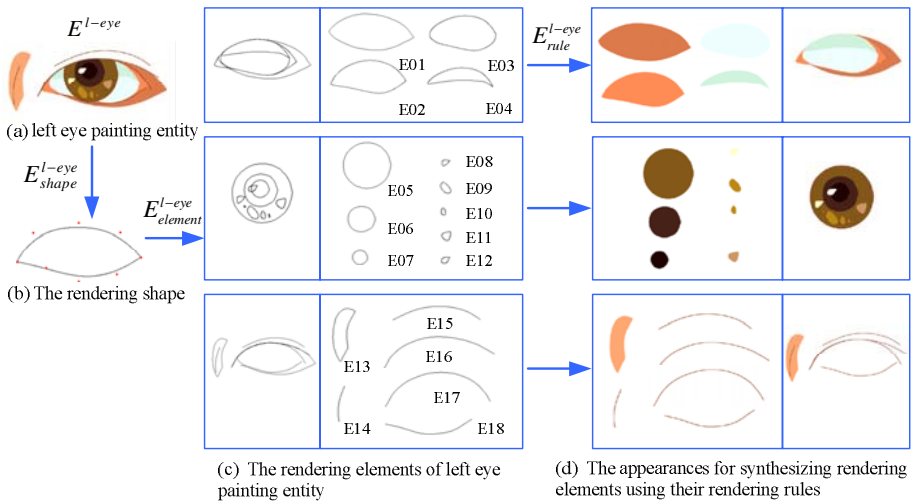 E^{l-eye}
(a) left eye painting entity
E^{l-eye}_{shape}
E^{l-eye}_{element}
(b) The rendering shape
E01
E03
E02
E04
E^{l-eye}_{rule}
E05
E06
E07
E08
E09
E10
E11
E12
E13
E14
E15
E16
E17
E18
(c) The rendering elements of left eye
painting entity
(d) The appearances for synthesizing rendering
elements using their rendering rules